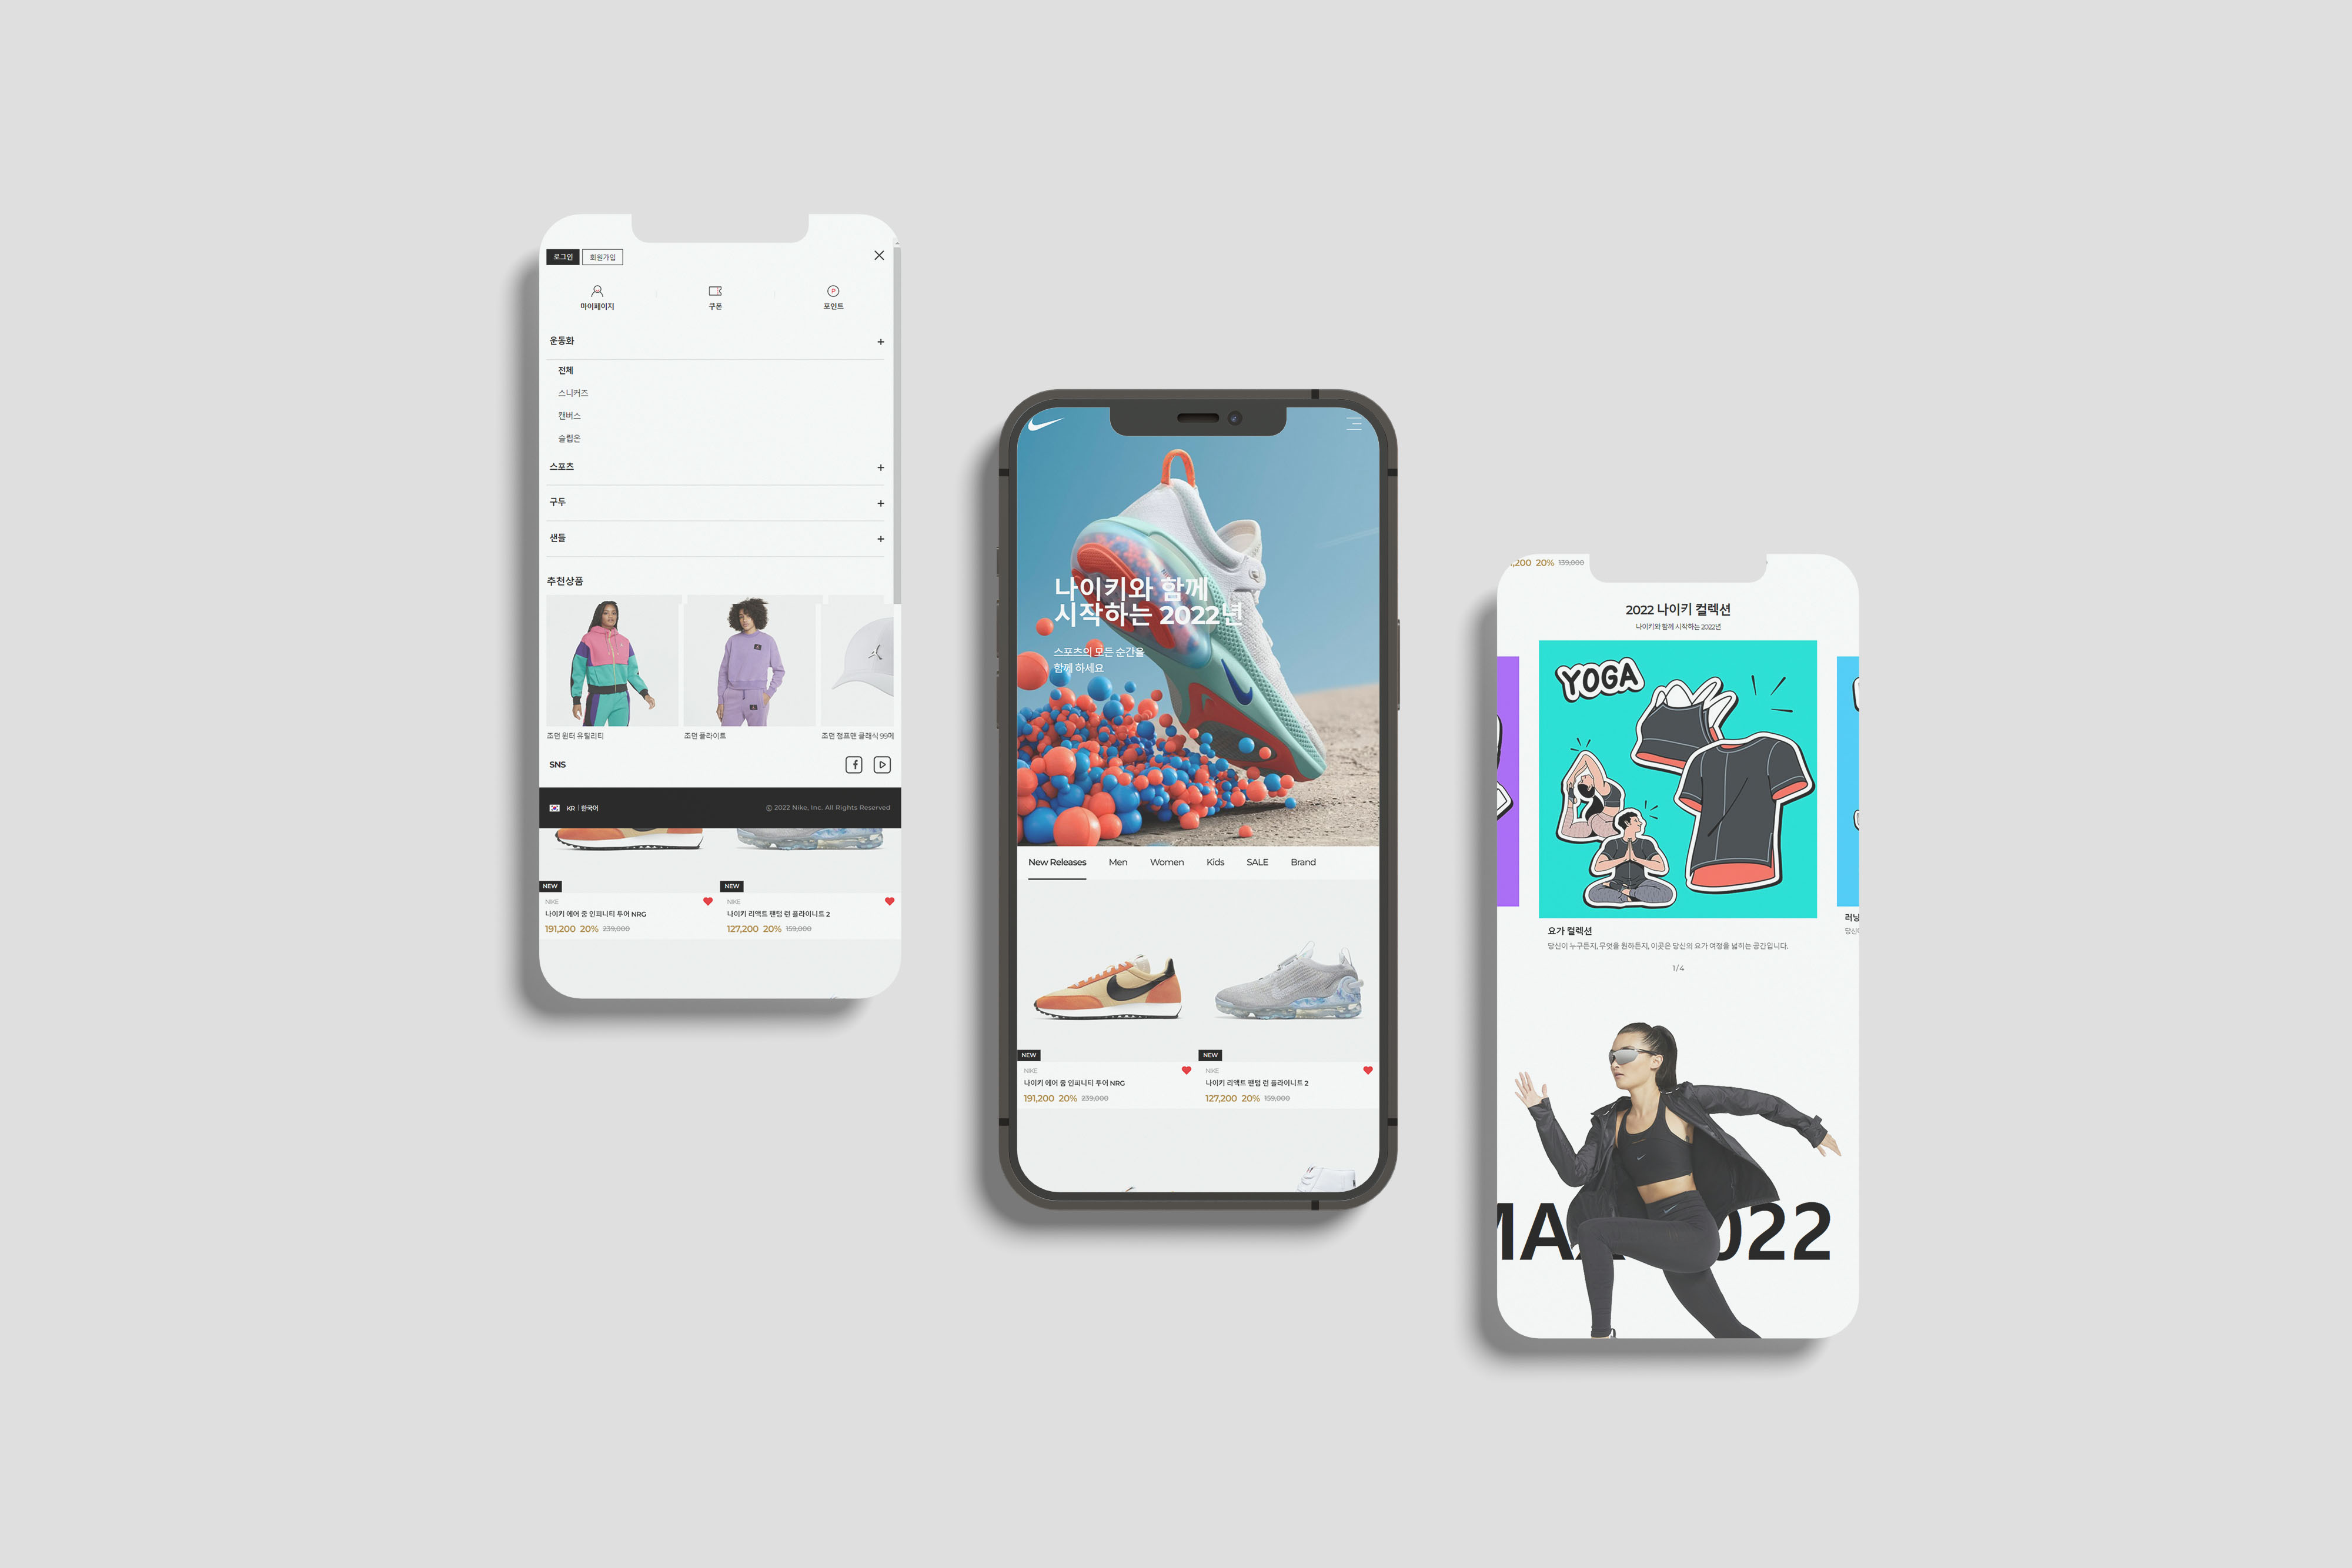 로그인 회원가입
마이페이지 쿠폰 포인트
운동화 +
전체
스니커즈
캔버스
슬립온
스포츠 +
구두 +
샌들 +
추천상품
조던 윈터 유틸리티 조던 플라이트 조던 점프맨 클래식 99
SNS
KR | 한국어 © 2022 Nike, Inc. All Rights Reserved
NEW NEW
NIKE NIKE
나이키 에어 줌 인피니티 투어 NRG 나이키 리액트 팬텀 런 플라이니트 2
191,200 20% 239,000 127,200 20% 159,000
나이키와 함께
시작하는 2022년
스포츠의 모든 순간을
함께 하세요
New Releases Men Women Kids SALE Brand
NEW NEW
NIKE NIKE
나이키 에어 줌 인피니티 투어 NRG 나이키 리액트 팬텀 런 플라이니트 2
191,200 20% 239,000 127,200 20% 159,000
,200 20% 139,000
2022 나이키 컬렉션
나이키와 함께 시작하는 2022년
YOGA
요가 컬렉션 러닝
당신이 누구든지, 무엇을 원하든지, 이곳은 당신의 요가 여정을 넓히는 공간입니다. 당신
1/4
MAX 2022